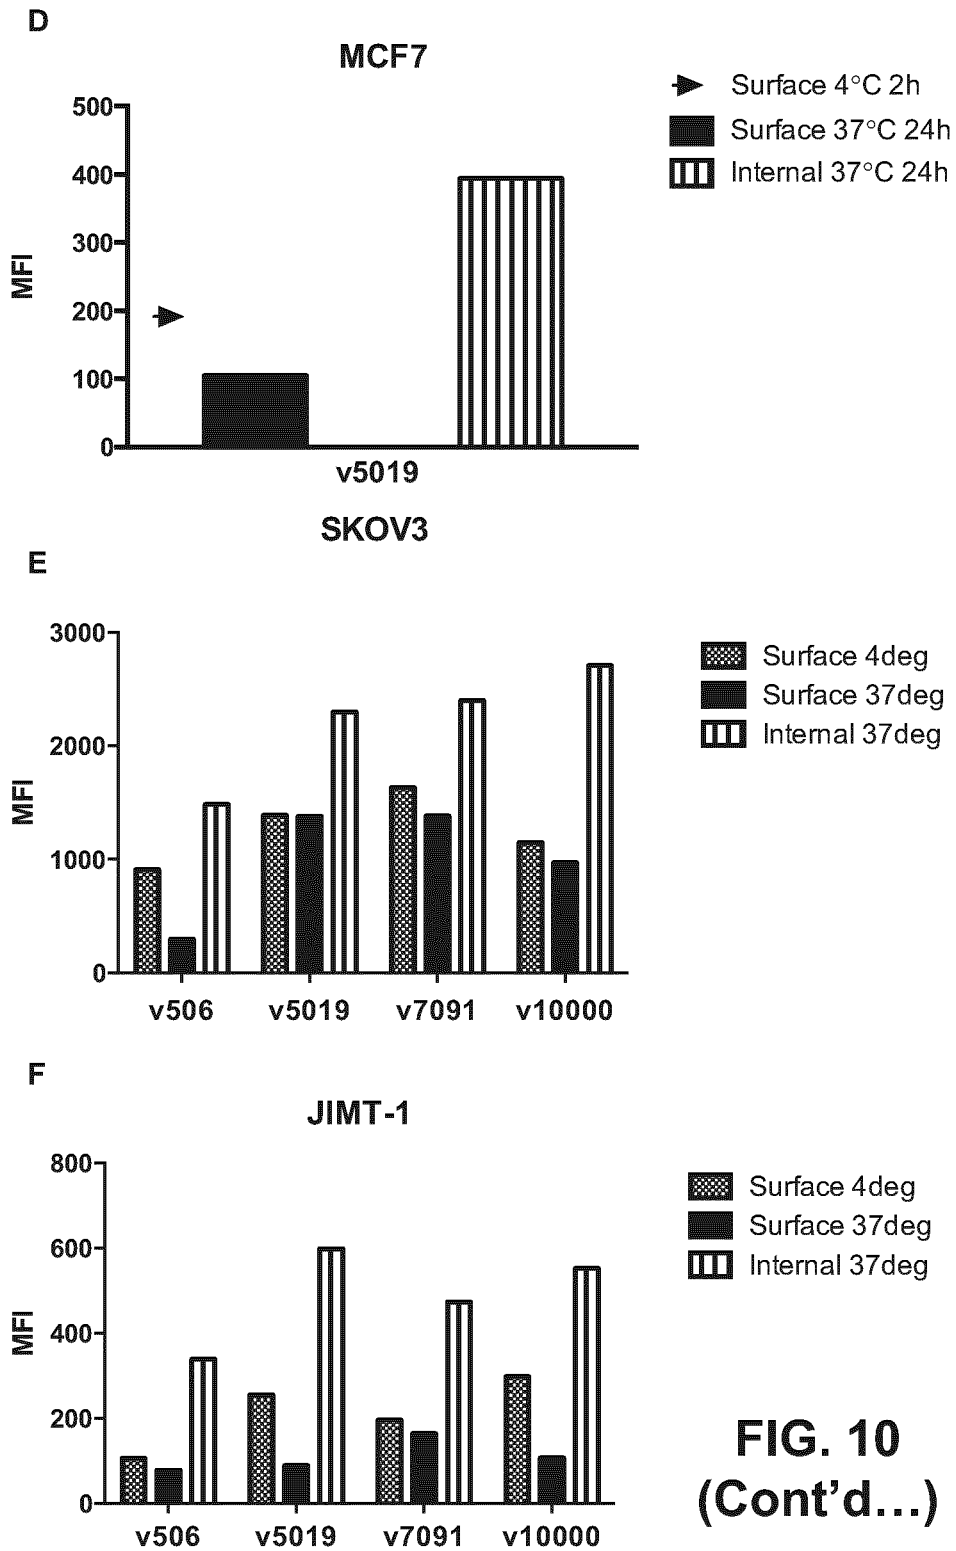 D
MCF7
Surface 4°C 2h
Surface 37°C 24h
Internal 37°C 24h
500
400
300
200
100
0
MFI
v5019
SKOV3
E
3000
2000
1000
0
MFI
Surface 4deg
Surface 37deg
Internal 37deg
v506 v5019 v7091 v10000
F
JIMT-1
800
600
400
200
0
MFI
Surface 4deg
Surface 37deg
Internal 37deg
v506 v5019 v7091 v10000
FIG. 10
(Cont'd...)